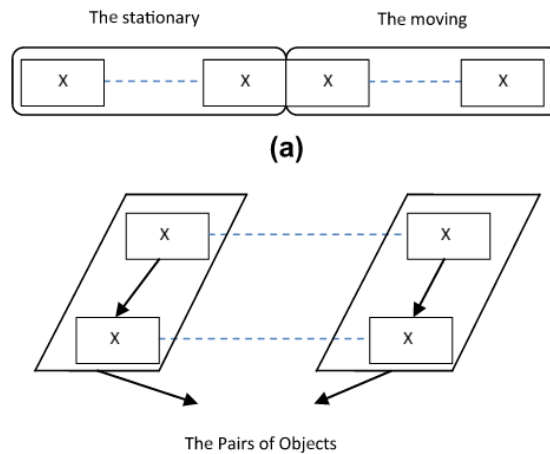 The stationary The moving
X X X X
(a)
X X
X X
The Pairs of Objects